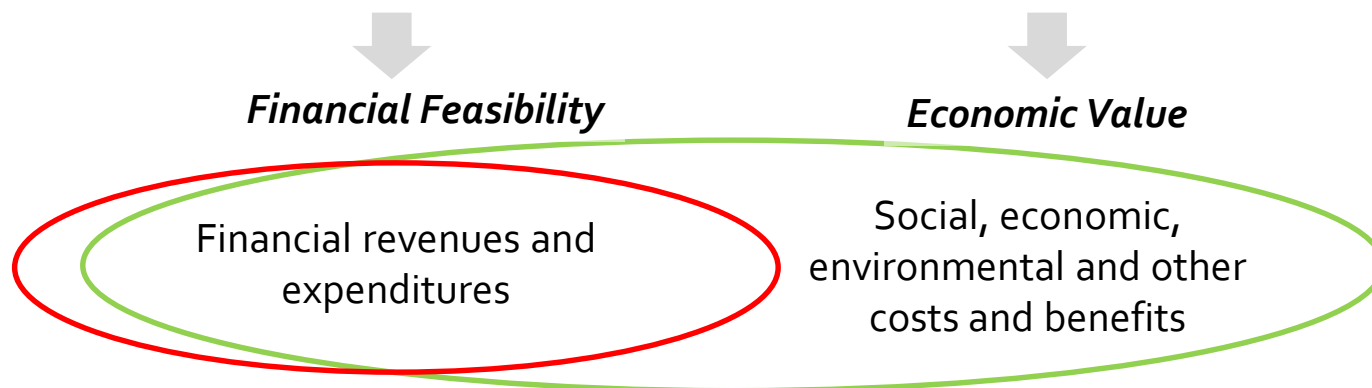 Financial Feasibility
Economic Value
Financial revenues and
expenditures
Social, economic,
environmental and other
costs and benefits